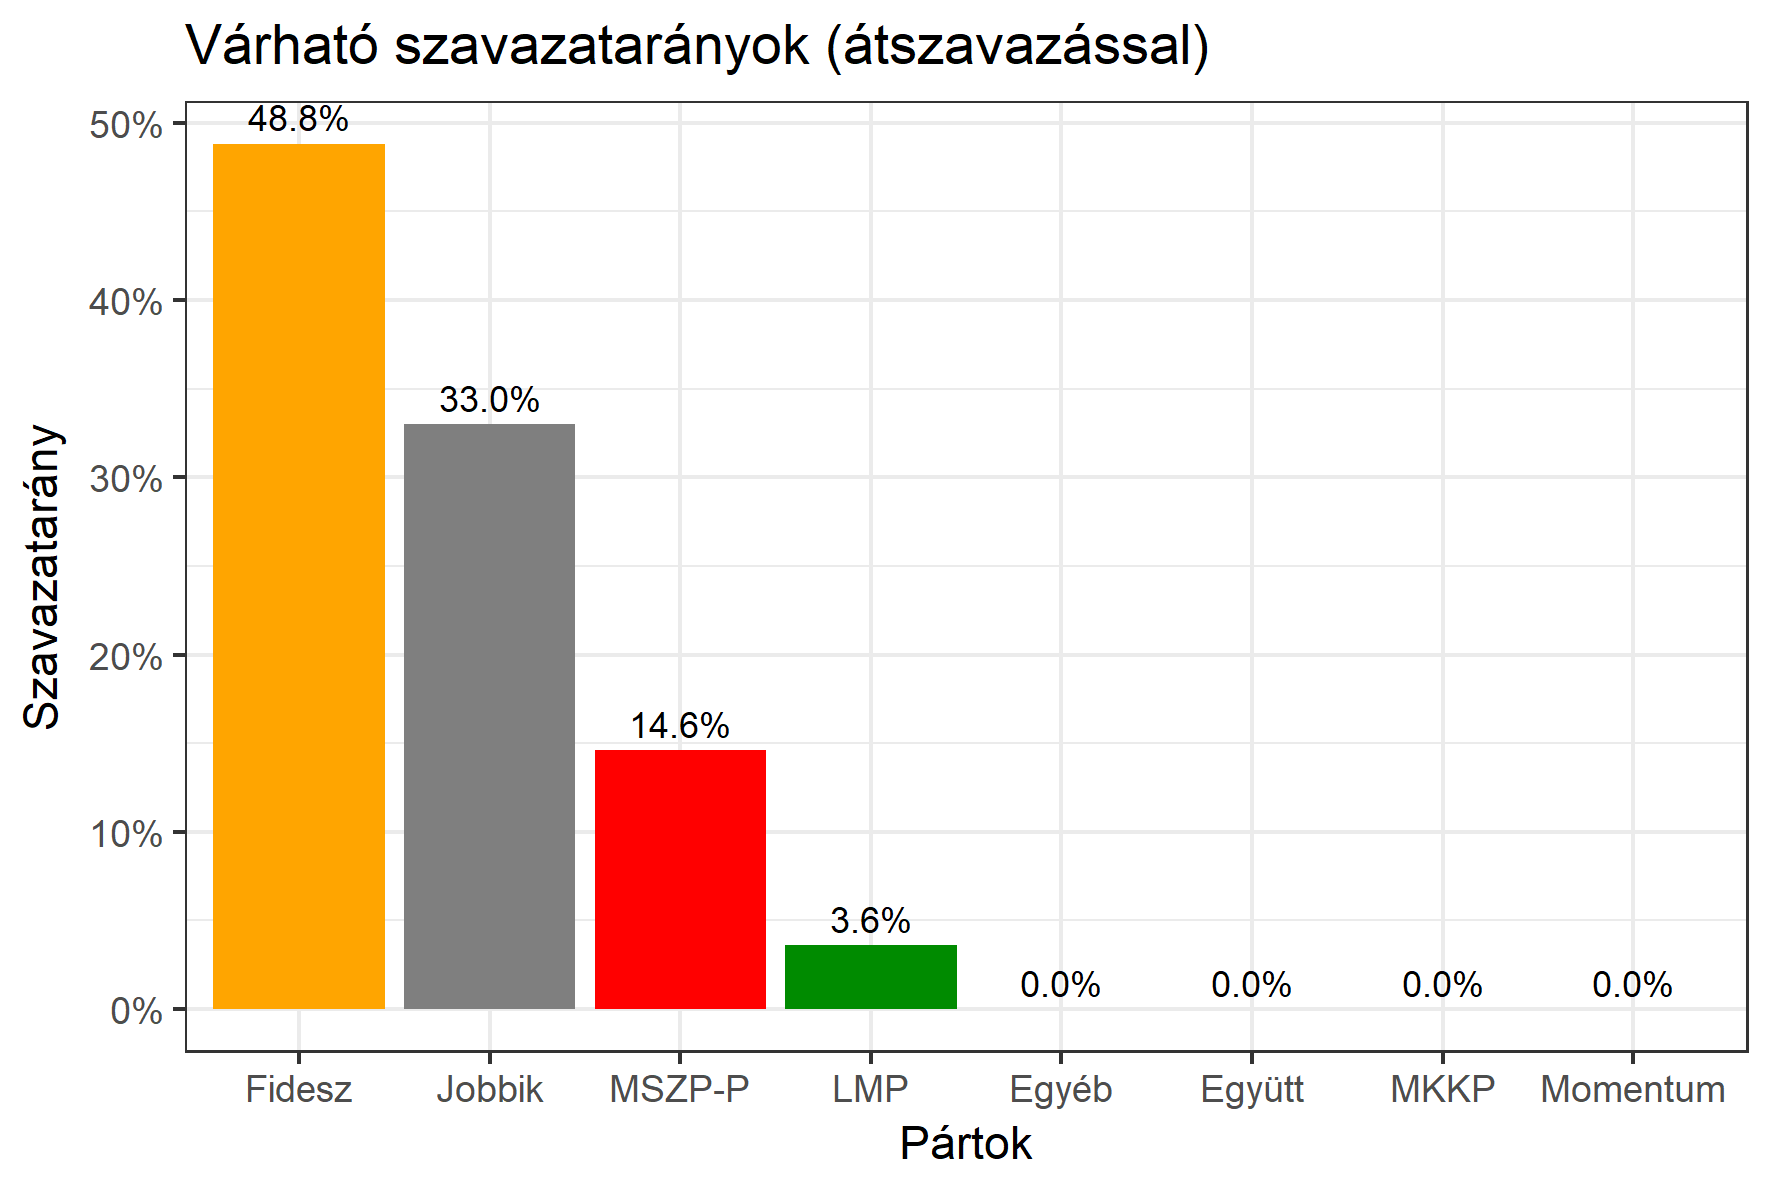 Várható szavazatarányok (átszavazással)
Szavazatarány
50%
40%
30%
20%
10%
0%
48.8%
33.0%
14.6%
3.6%
0.0%
0.0%
0.0%
0.0%
Fidesz
Jobbik
MSZP-P
LMP
Egyéb
Együtt
MKKP
Momentum
Pártok